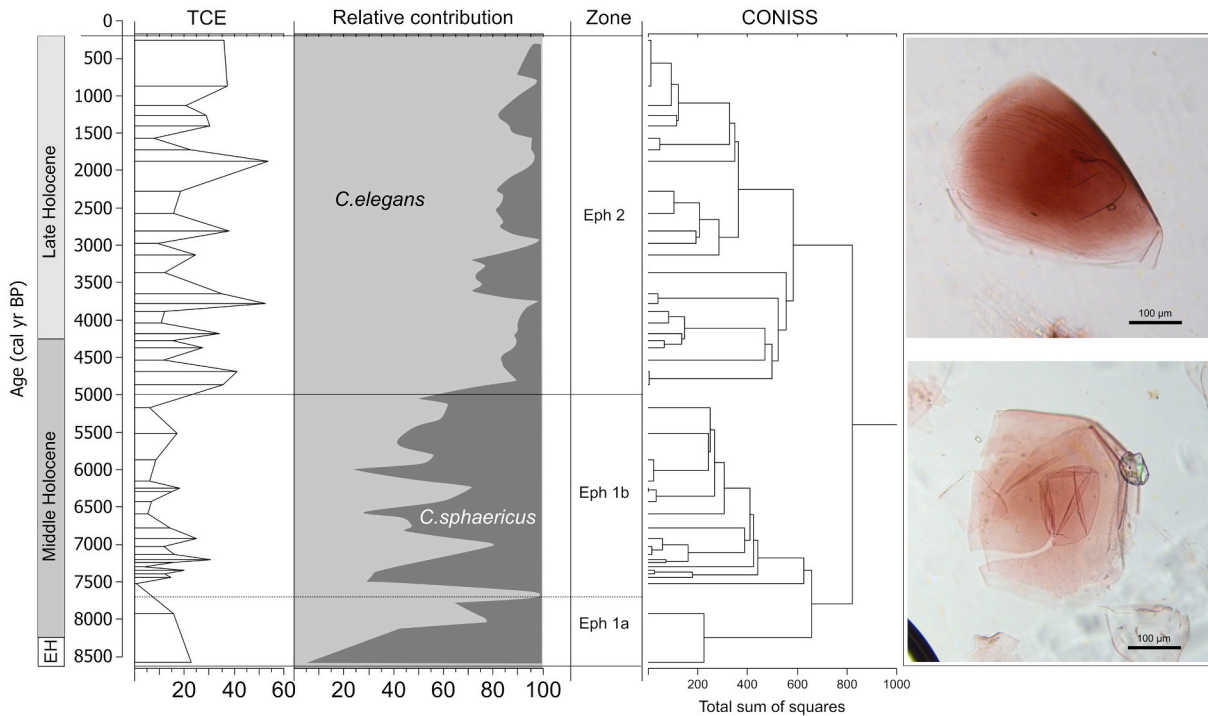 TCE
Relative contribution
Zone
CONISS
Age (cal yr BP)
Late Holocene
Middle Holocene
EH
0
500
1000
1500
2000
2500
3000
3500
4000
4500
5000
5500
6000
6500
7000
7500
8000
8500
C.elegans
C.sphaericus
Eph 2
Eph 1b
Eph 1a
20 40 60
20 40 60 80 100
200 400 600 800 1000
Total sum of squares
100 µm
100 µm